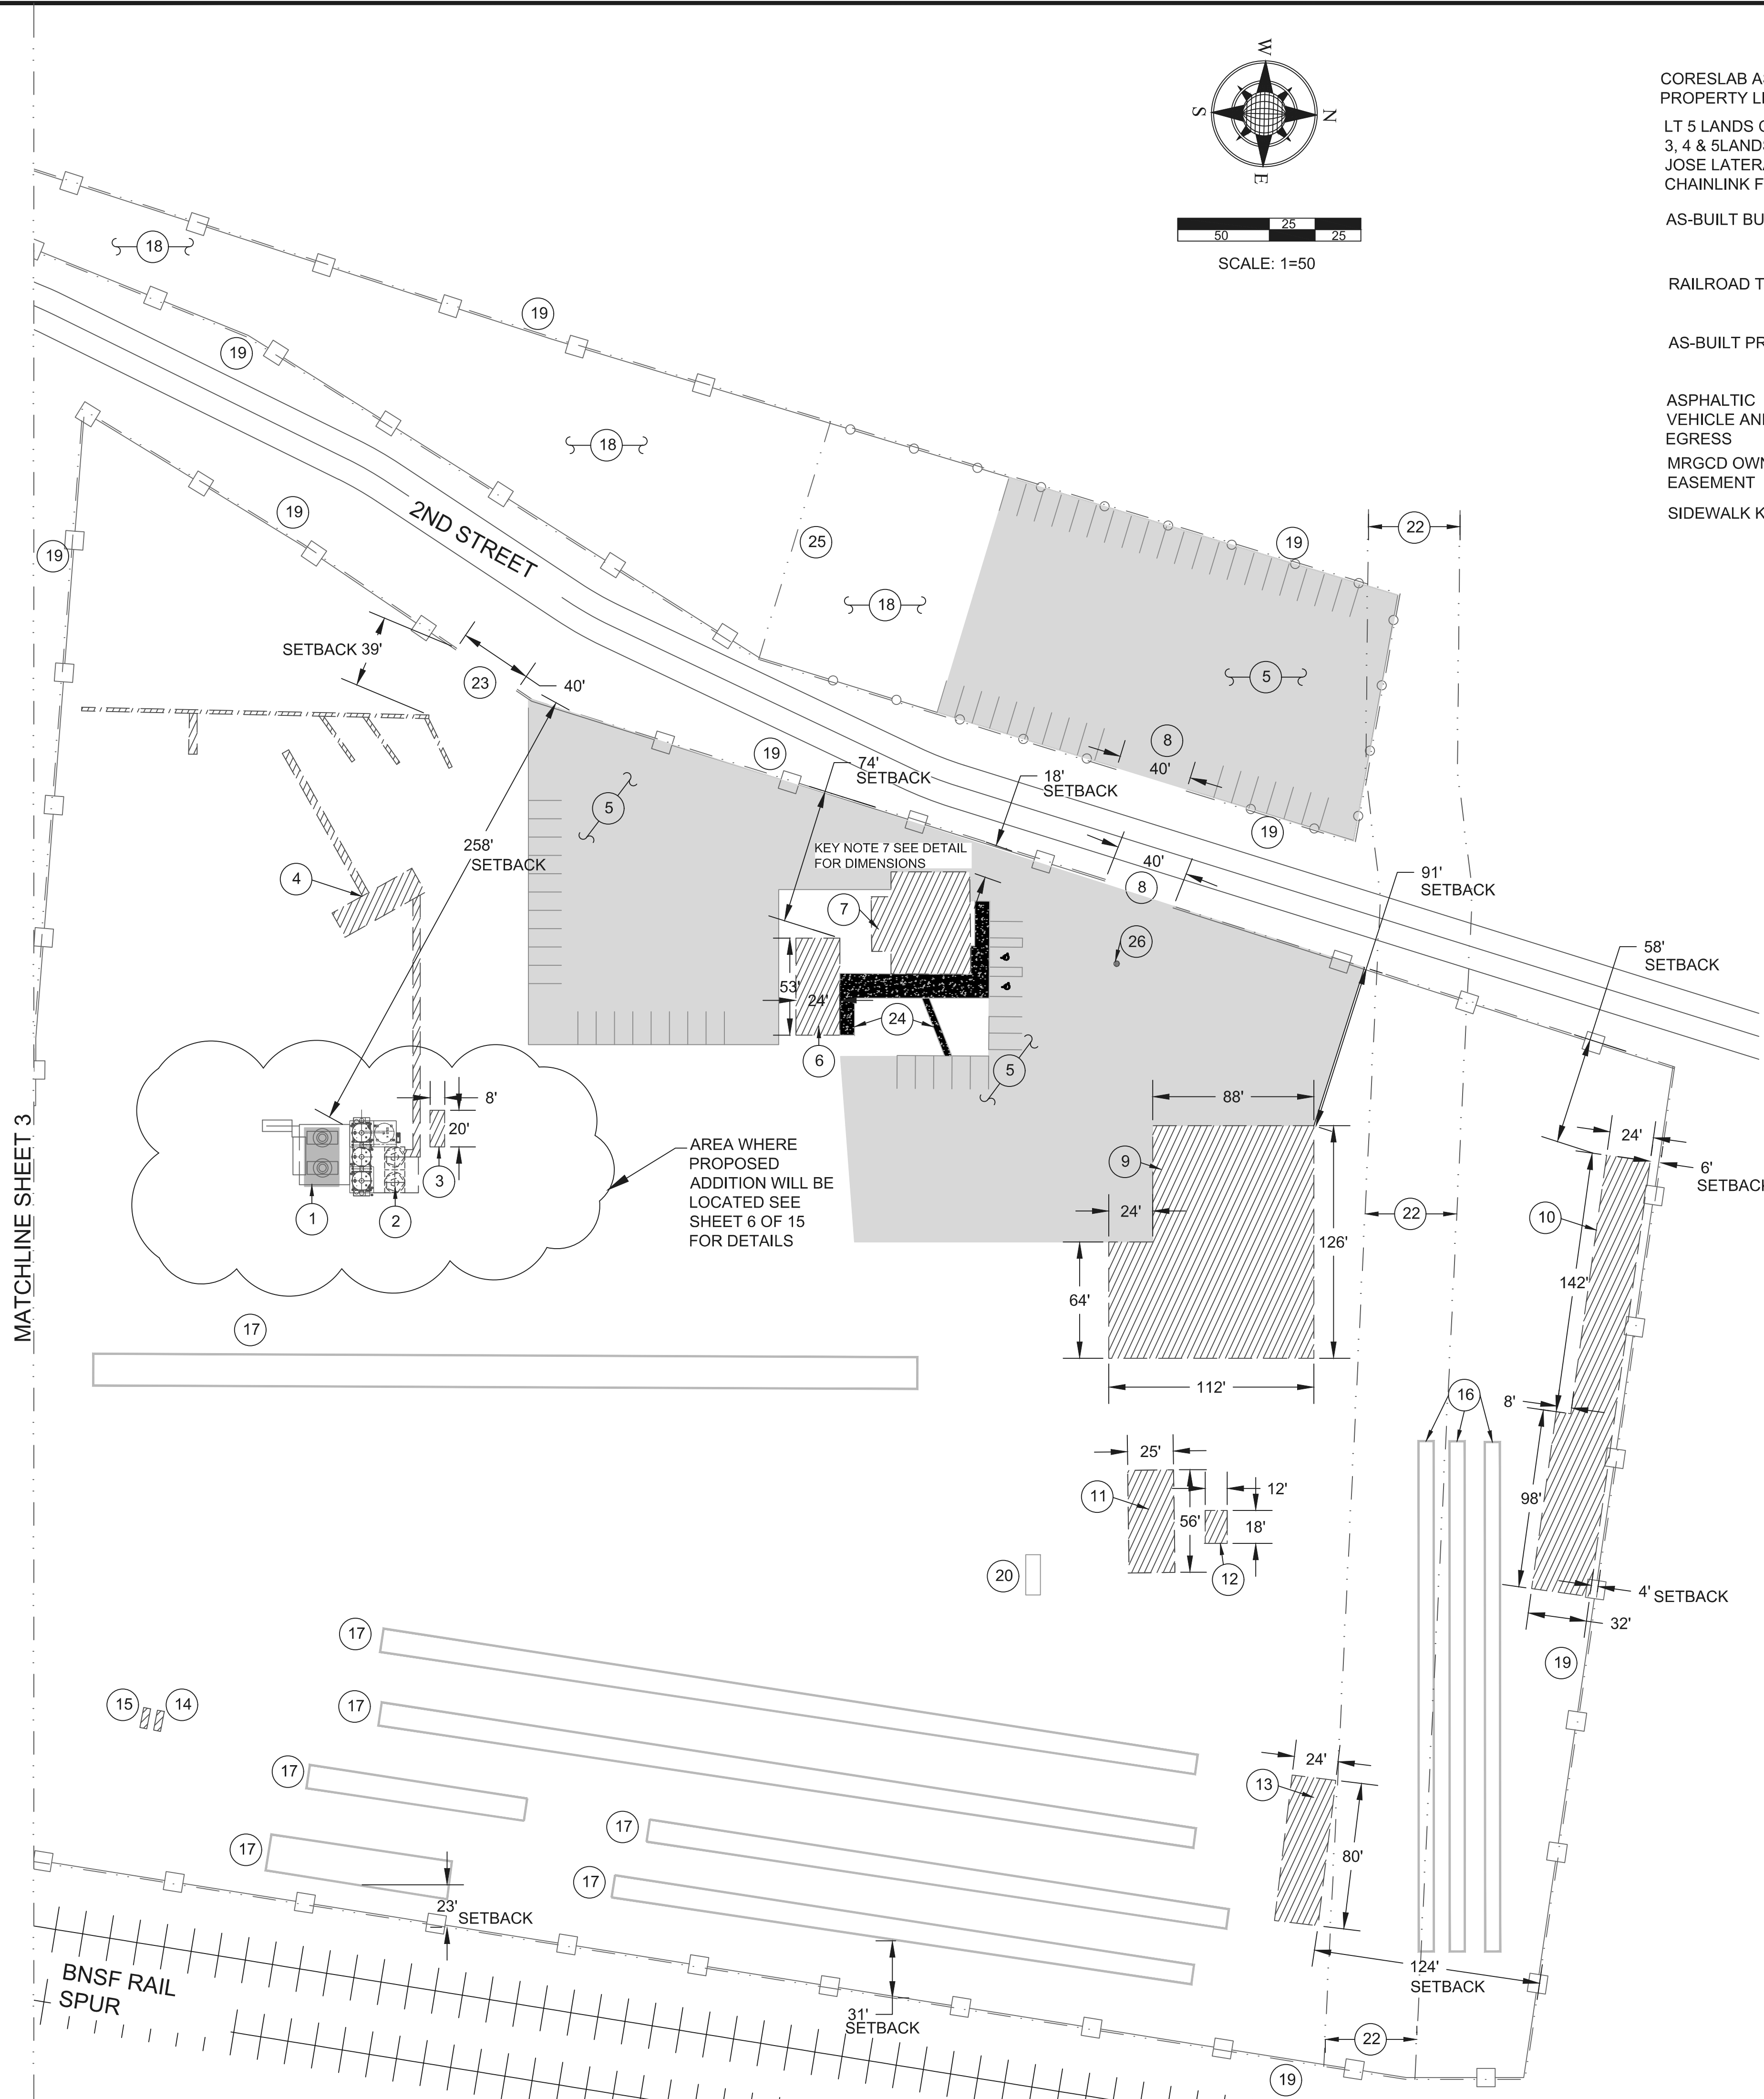 W
S
N
E
25
50
25
SCALE: 1=50
CORESLAB A
PROPERTY L
LT 5 LANDS
3, 4 & 5LAND
JOSE LATER
CHAINLINK F
AS-BUILT BU
RAILROAD T
AS-BUILT PR
ASPHALTIC
VEHICLE AN
EGRESS
MRGCD OWN
EASEMENT
SIDEWALK K
18
19
19
18
19
19
2ND STREET
25
18
19
22
5
SETBACK 39'
23
40'
19
74'
SETBACK
18'
SETBACK
8
40'
19
5
258'
SETBACK
KEY NOTE 7 SEE DETAIL
FOR DIMENSIONS
40'
8
91'
SETBACK
4
7
26
58'
SETBACK
53'
24'
24
6
5
8'
20'
3
1
2
AREA WHERE
PROPOSED
ADDITION WILL BE
LOCATED SEE
SHEET 6 OF 15
FOR DETAILS
88'
9
24'
126'
64'
112'
22
24'
6'
SETBACK
10
142'
MATCHLINE SHEET 3
17
16
8'
98'
4' SETBACK
32'
19
25'
11
56'
12'
18'
12
20
17
15
14
17
17
17
17
17
24'
13
80'
23'
SETBACK
124'
SETBACK
BNSF RAIL
SPUR
31'
SETBACK
22
19